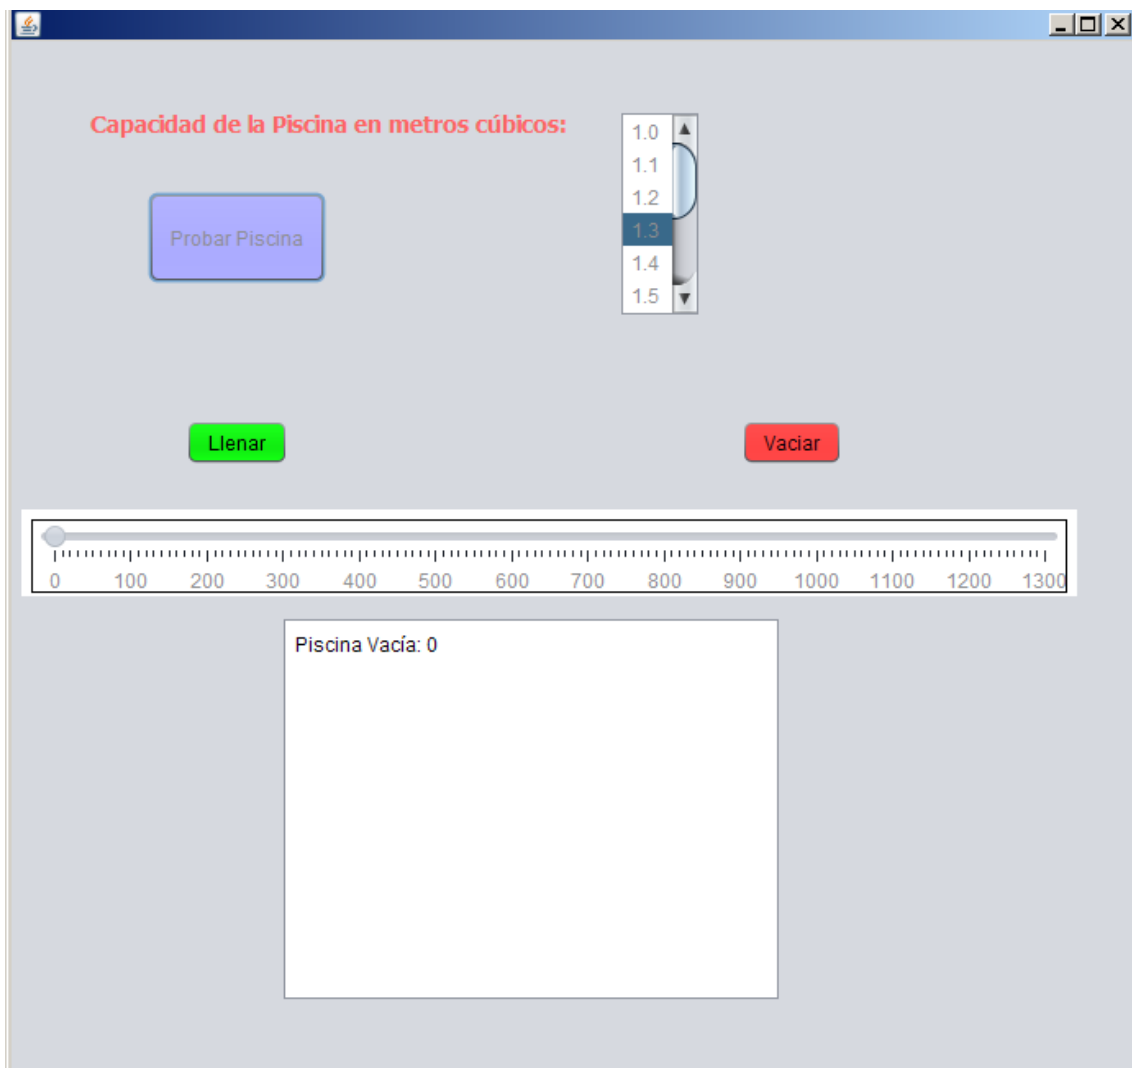 Capacidad de la Piscina en metros cúbicos:
1.0
1.1
1.2
1.3
1.4
1.5
Probar Piscina
Llenar
Vaciar
0 100 200 300 400 500 600 700 800 900 1000 1100 1200 1300
Piscina Vacía: 0